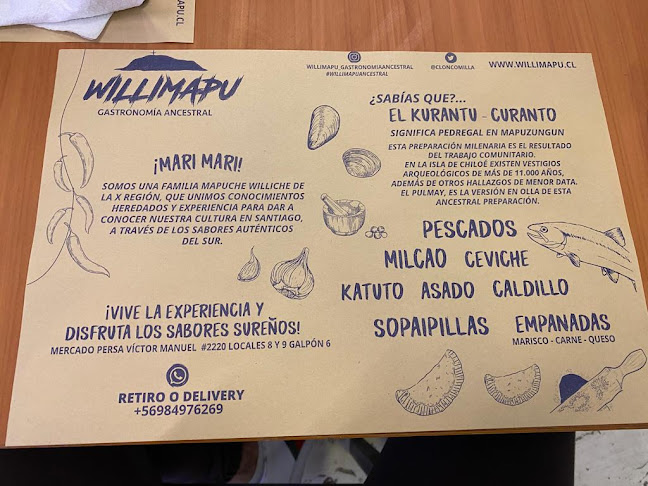 APU.CL
WILLIMAPU
GASTRONOMÍA ANCESTRAL
WILLIMAPU_GASTRONOMIAANCESTRAL
#WILLIMAPUANCESTRAL
@CLONCOMILLA
WWW.WILLIMAPU.CL
¡MARI MARI!
SOMOS UNA FAMILIA MAPUCHE WILLICHE DE
LA X REGIÓN, QUE UNIMOS CONOCIMIENTOS
HEREDADOS Y EXPERIENCIA PARA DAR A
CONOCER NUESTRA CULTURA EN SANTIAGO,
A TRAVÉS DE LOS SABORES AUTÉNTICOS
DEL SUR.
¡VIVE LA EXPERIENCIA Y
DISFRUTA LOS SABORES SUREÑOS!
MERCADO PERSA VÍCTOR MANUEL #2220 LOCALES 8 Y 9 GALPÓN 6
RETIRO O DELIVERY
+56984976269
¿SABÍAS QUE?...
EL KURANTU - CURANTO
SIGNIFICA PEDREGAL EN MAPUZUNGUN
ESTA PREPARACIÓN MILENARIA ES EL RESULTADO
DEL TRABAJO COMUNITARIO.
EN LA ISLA DE CHILOÉ EXISTEN VESTIGIOS
ARQUEOLÓGICOS DE MÁS DE 11.000 AÑOS,
ADEMÁS DE OTROS HALLAZGOS DE MENOR DATA.
EL PULMAY, ES LA VERSIÓN EN OLLA DE ESTA
ANCESTRAL PREPARACIÓN.
PESCADOS
MILCAO CEVICHE
KATUTO ASADO CALDILLO
SOPAIPILLAS EMPANADAS
MARISCO - CARNE - QUESO